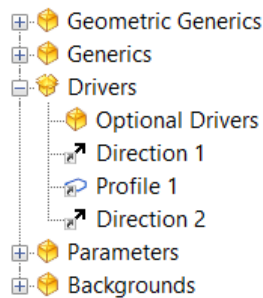 Geometric Generics
Generics
Drivers
Optional Drivers
Direction 1
Profile 1
Direction 2
Parameters
Backgrounds